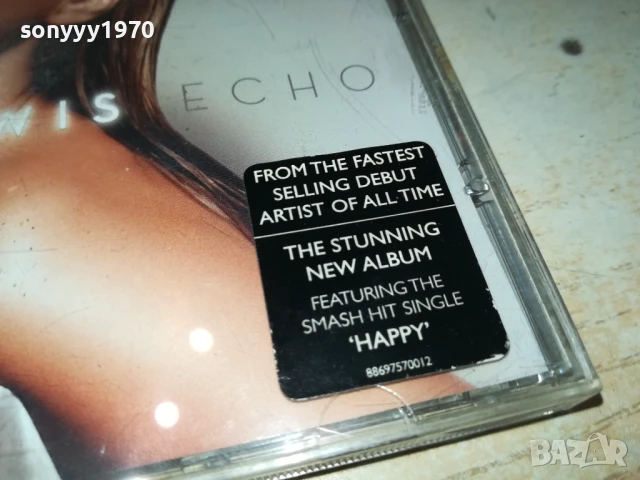 sonyyy1970
WIS ECHO
FROM THE FASTEST
SELLING DEBUT
ARTIST OF ALL TIME
THE STUNNING
NEW ALBUM
FEATURING THE
SMASH HIT SINGLE
'HAPPY'
88697570012
BAZAR
.bg